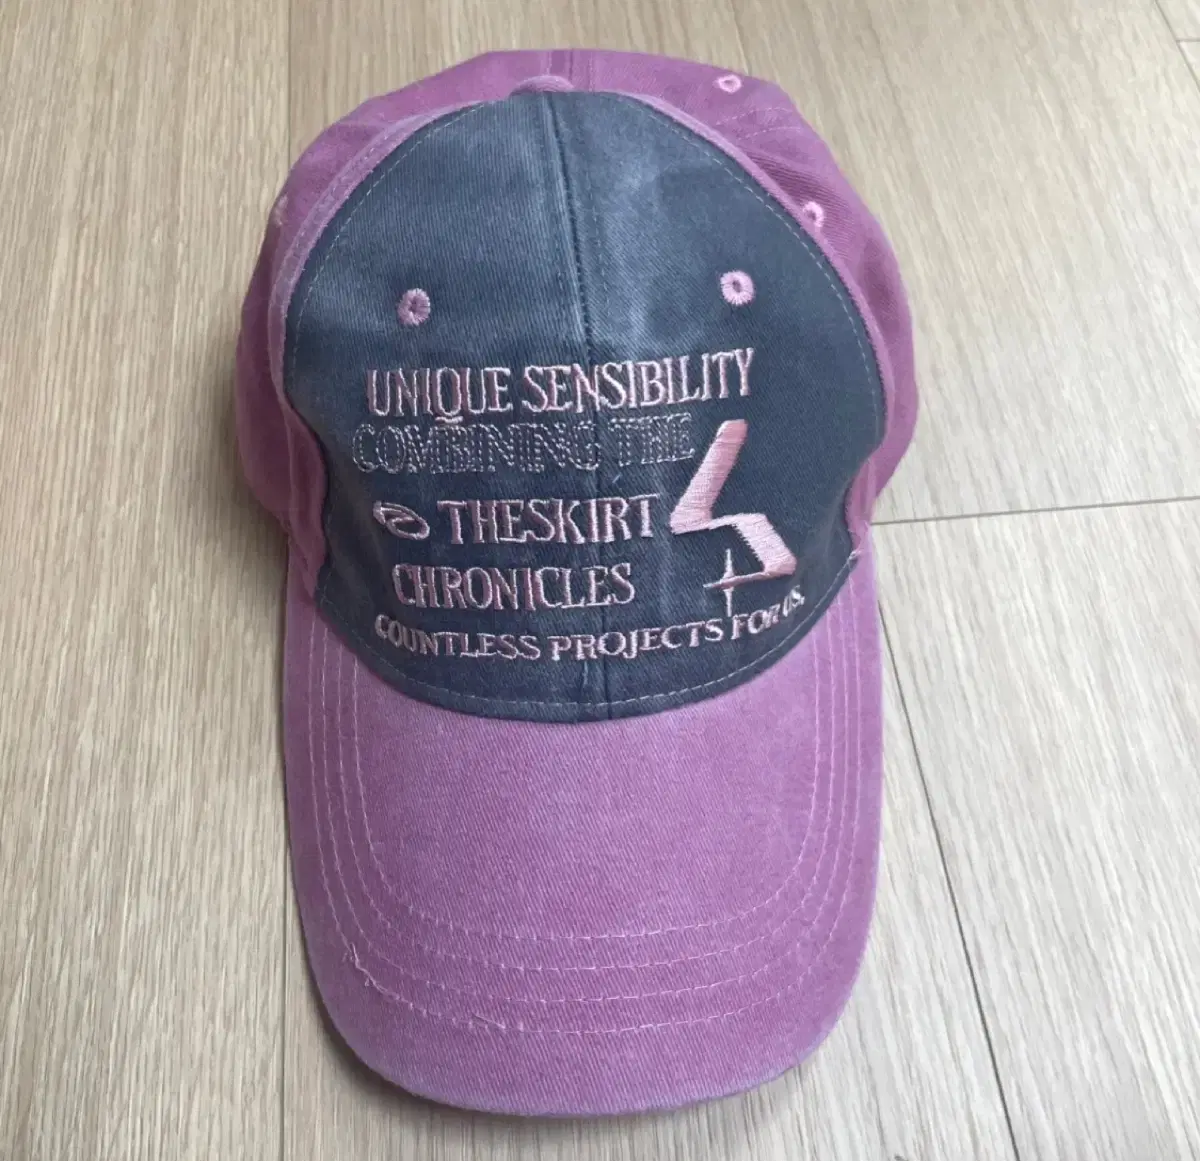 UNIQUE SENSIBILITY
COMBINING THE
THESKIRT
CHRONICLES
COUNTLESS PROJECTS FOR US.